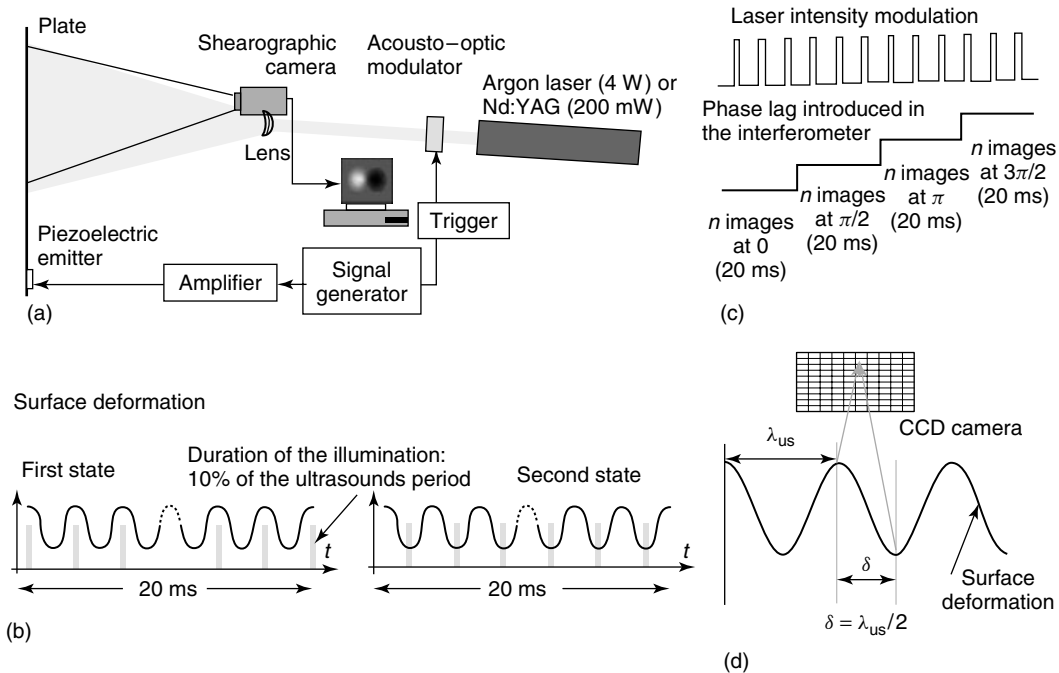 Plate
Shearographic
camera
Acousto–optic
modulator
Argon laser (4 W) or
Nd:YAG (200 mW)
Lens
Trigger
Piezoelectric
emitter
Amplifier
Signal
generator
(a)
Laser intensity modulation
Phase lag introduced in
the interferometer
n images
at 0
(20 ms)
n images
at π/2
(20 ms)
n images
at π
(20 ms)
n images
at 3π/2
(20 ms)
(c)
Surface deformation
First state
Duration of the illumination:
10% of the ultrasounds period
Second state
t
t
20 ms
20 ms
(b)
CCD camera
λus
δ
δ = λus/2
Surface
deformation
(d)